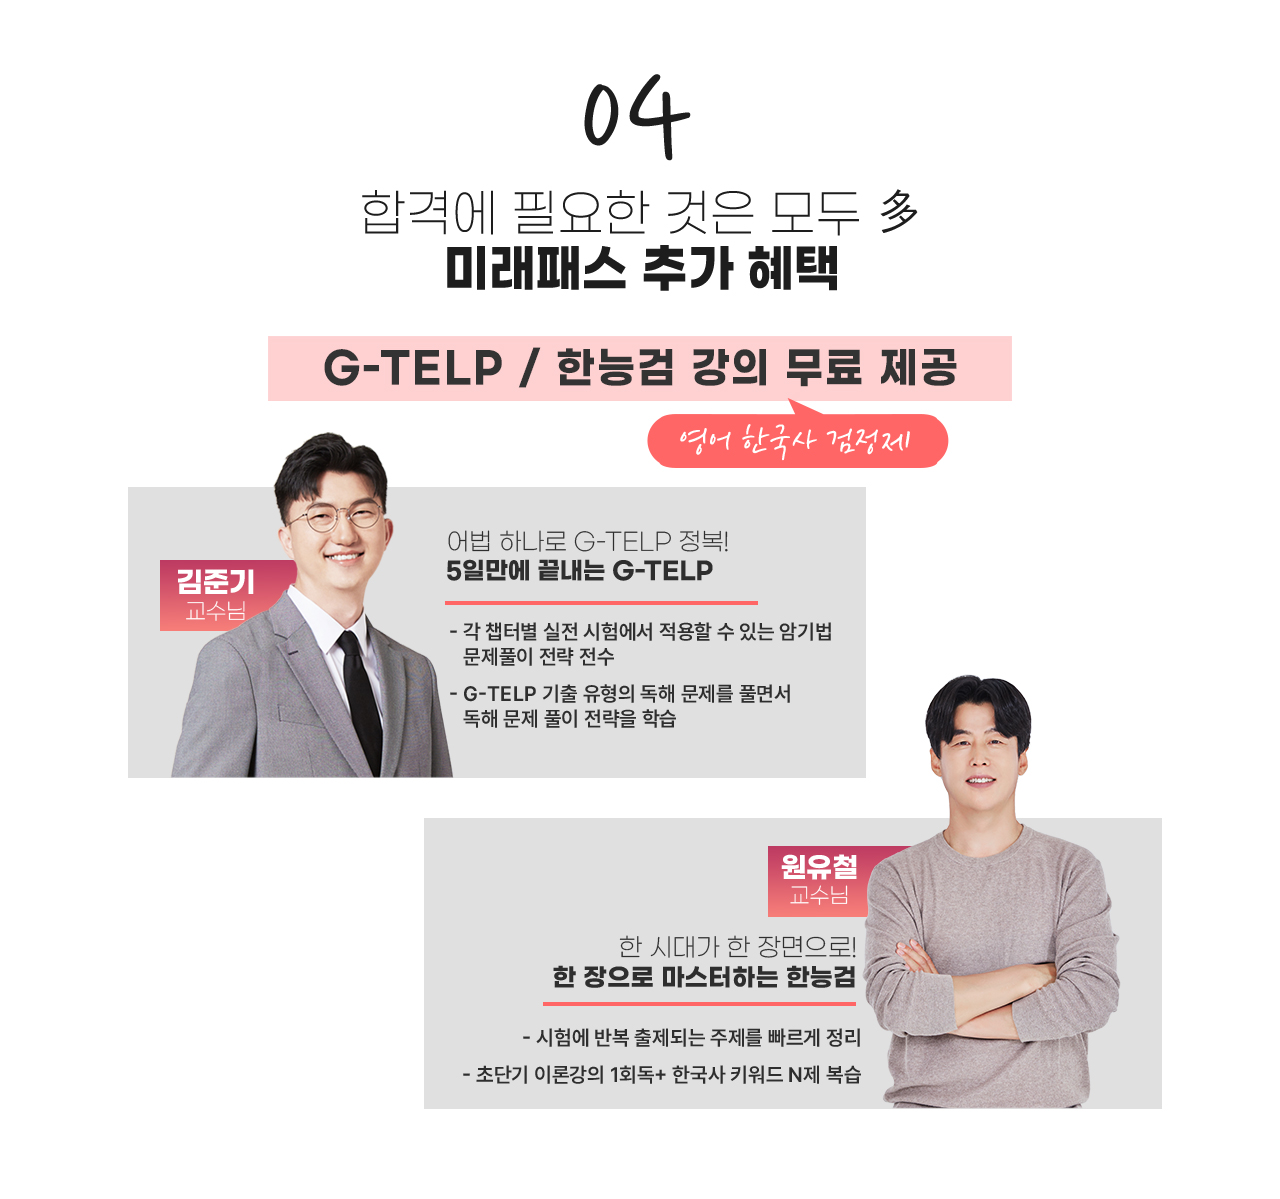 04
합격에 필요한 것은 모두 多
미래패스 추가 혜택
G-TELP / 한능검 강의 무료 제공
영어 한국사 검정제
김준기
교수님
어법 하나로 G-TELP 정복!
5일만에 끝내는 G-TELP
- 각 챕터별 실전 시험에서 적용할 수 있는 암기법
문제풀이 전략 전수
- G-TELP 기출 유형의 독해 문제를 풀면서
독해 문제 풀이 전략을 학습
원유철
교수님
한 시대가 한 장면으로!
한 장으로 마스터하는 한능검
- 시험에 반복 출제되는 주제를 빠르게 정리
- 초단기 이론강의 1회독+ 한국사 키워드 N제 복습